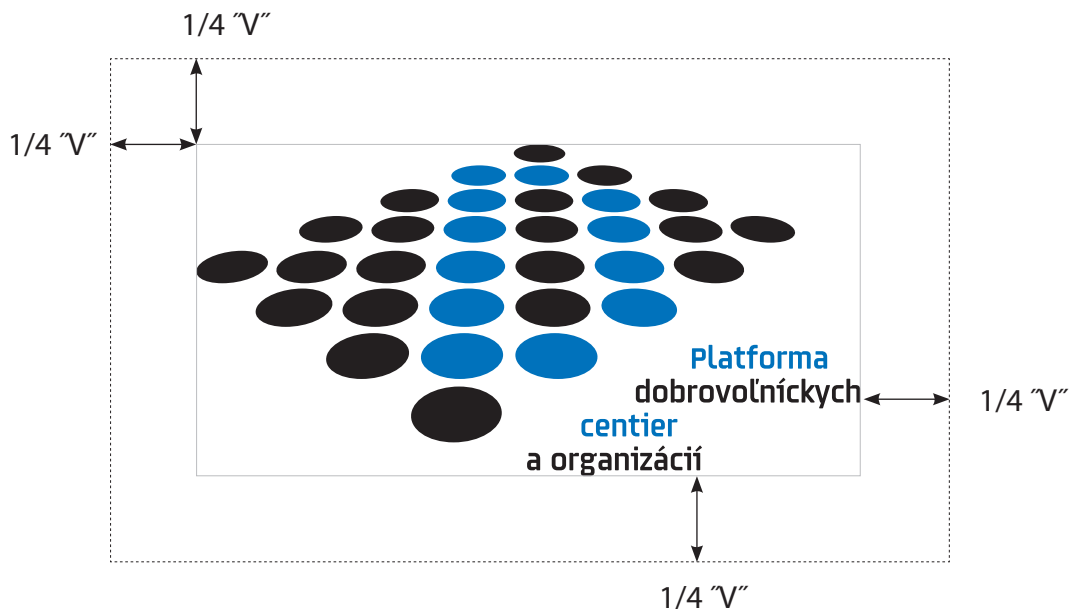 1/4 ˝V˝
1/4 ˝V˝
Platforma
dobrovoľníckych
centier
a organizácií
1/4 ˝V˝
1/4 ˝V˝